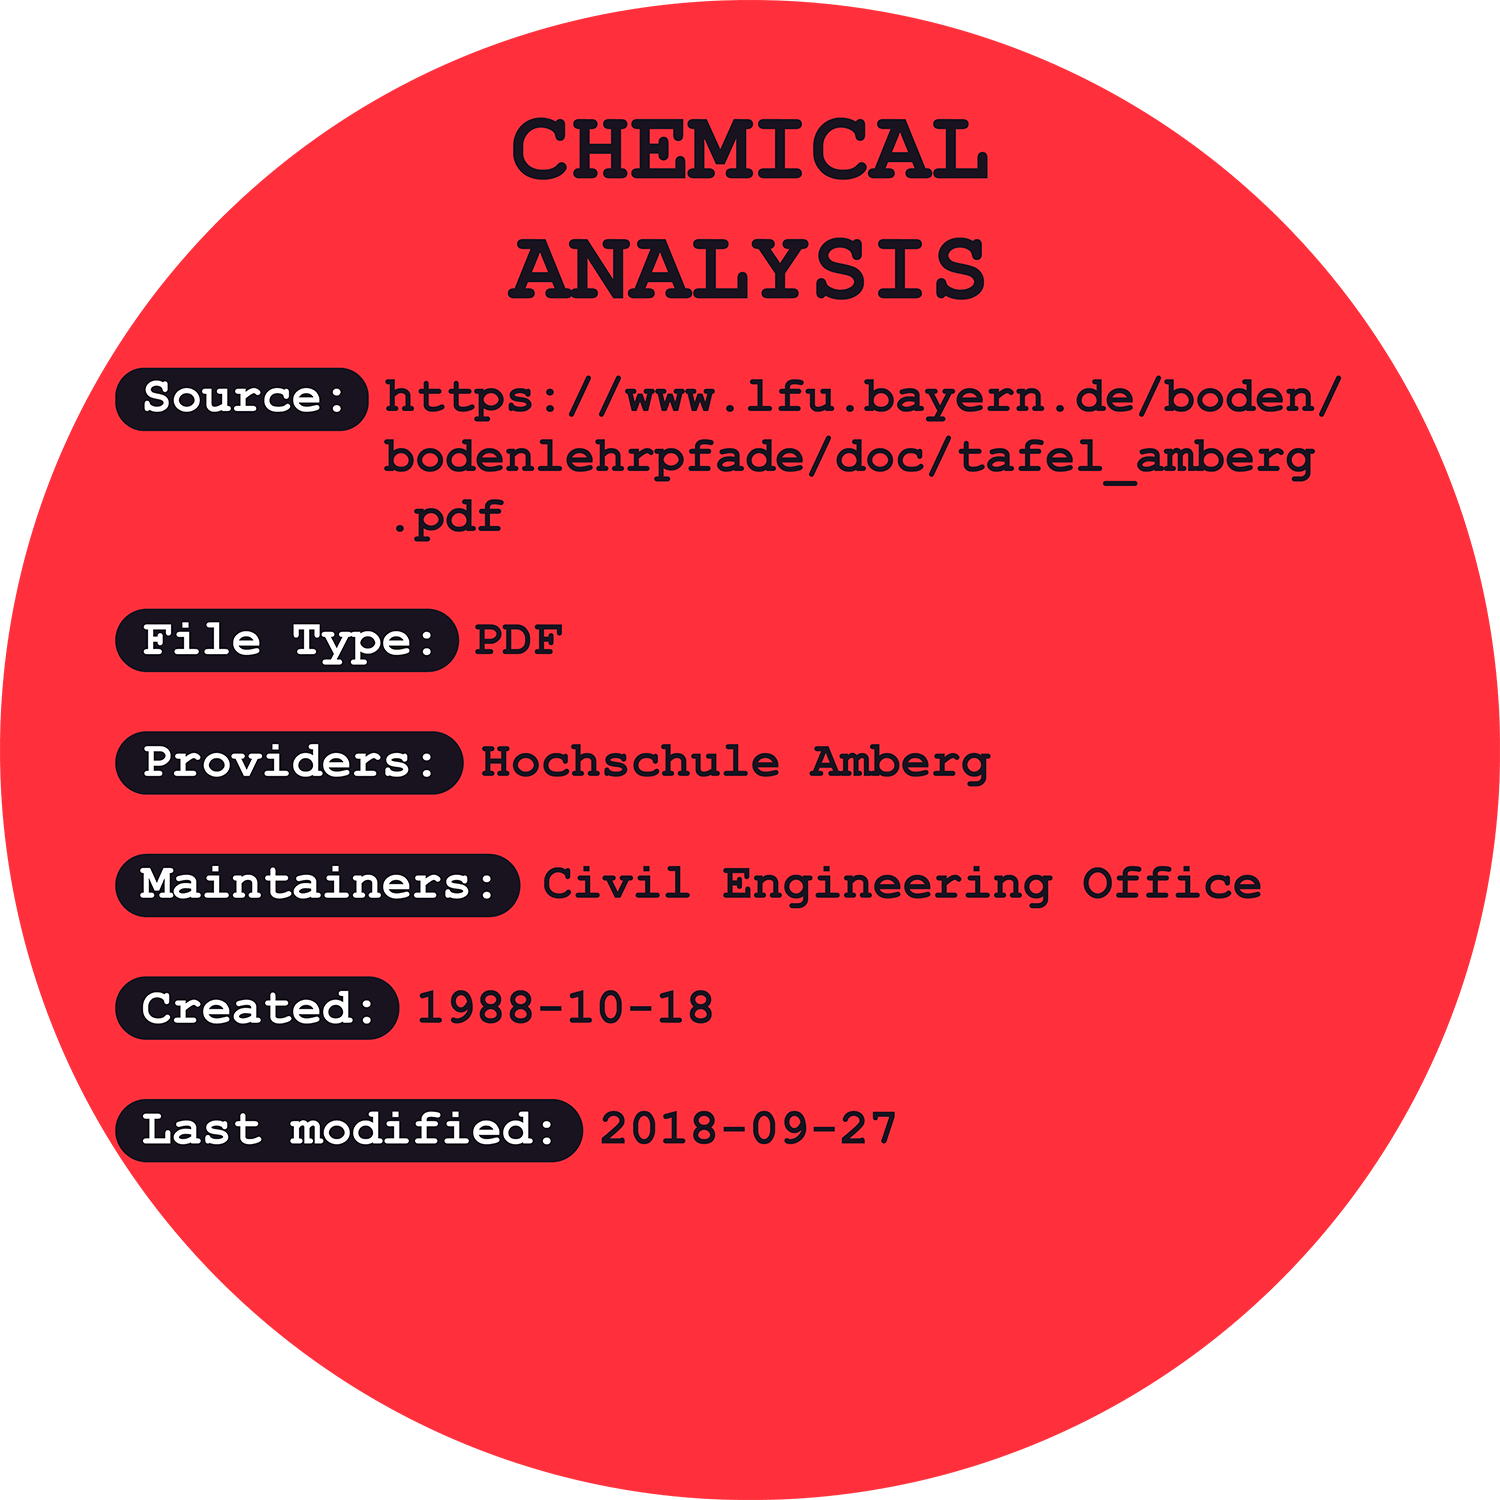 CHEMICAL
ANALYSIS
Source: https://www.lfu.bayern.de/boden/
bodenlehrpfade/doc/tafel_amberg
.pdf
File Type: PDF
Providers: Hochschule Amberg
Maintainers: Civil Engineering Office
Created: 1988-10-18
Last modified: 2018-09-27